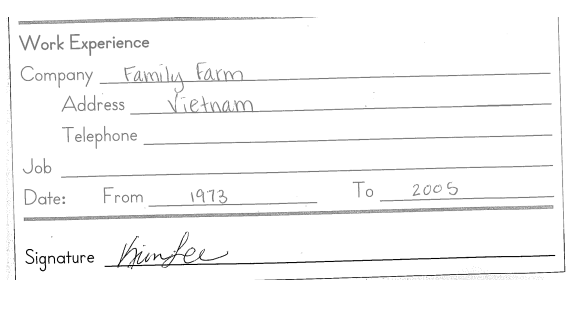 Work Experience
Company Family Farm
Address Vietnam
Telephone
Job
Date: From 1973 To 2005
Signature Kim Lee